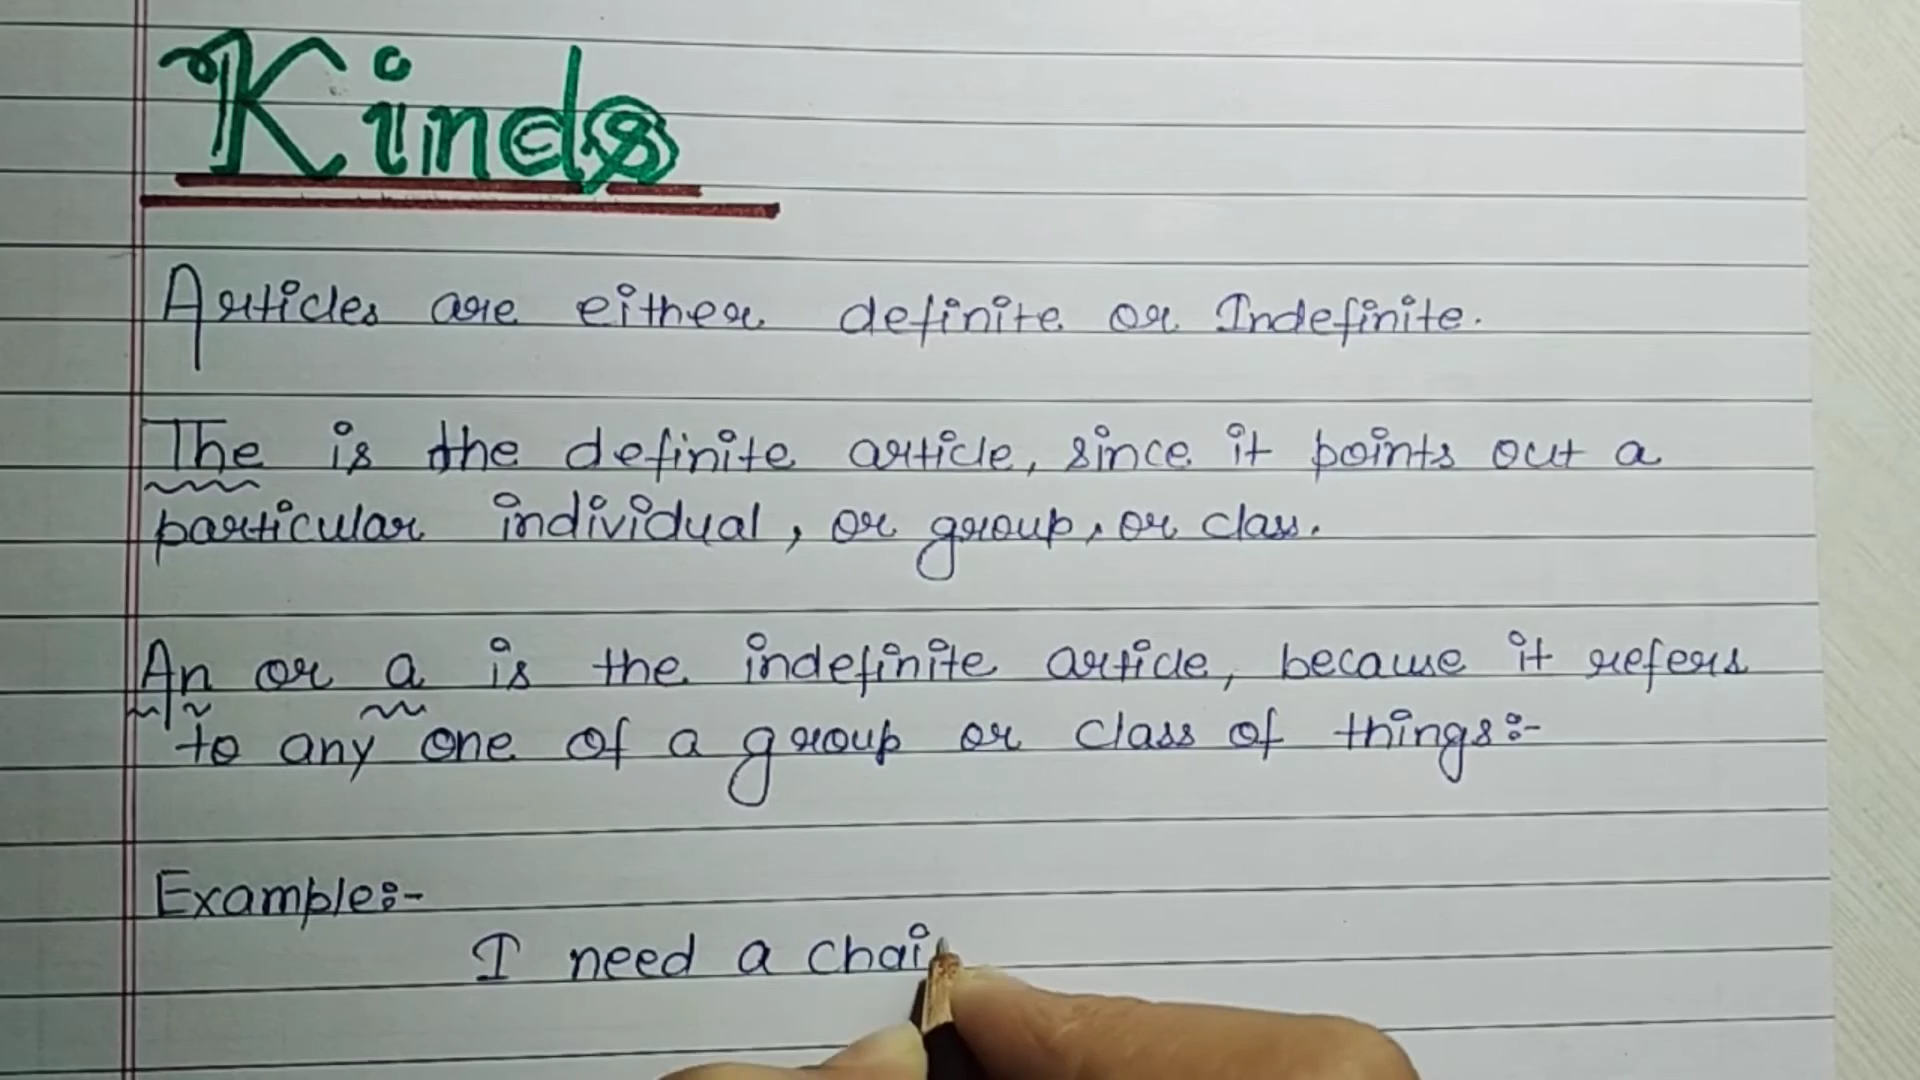 Kinds
Articles are either definite or Indefinite.
The is the definite article, since it points out a
particular individual, or group, or class.
An or a is the indefinite article, because it refers
to any one of a group or class of things:-
Example:-
I need a chai